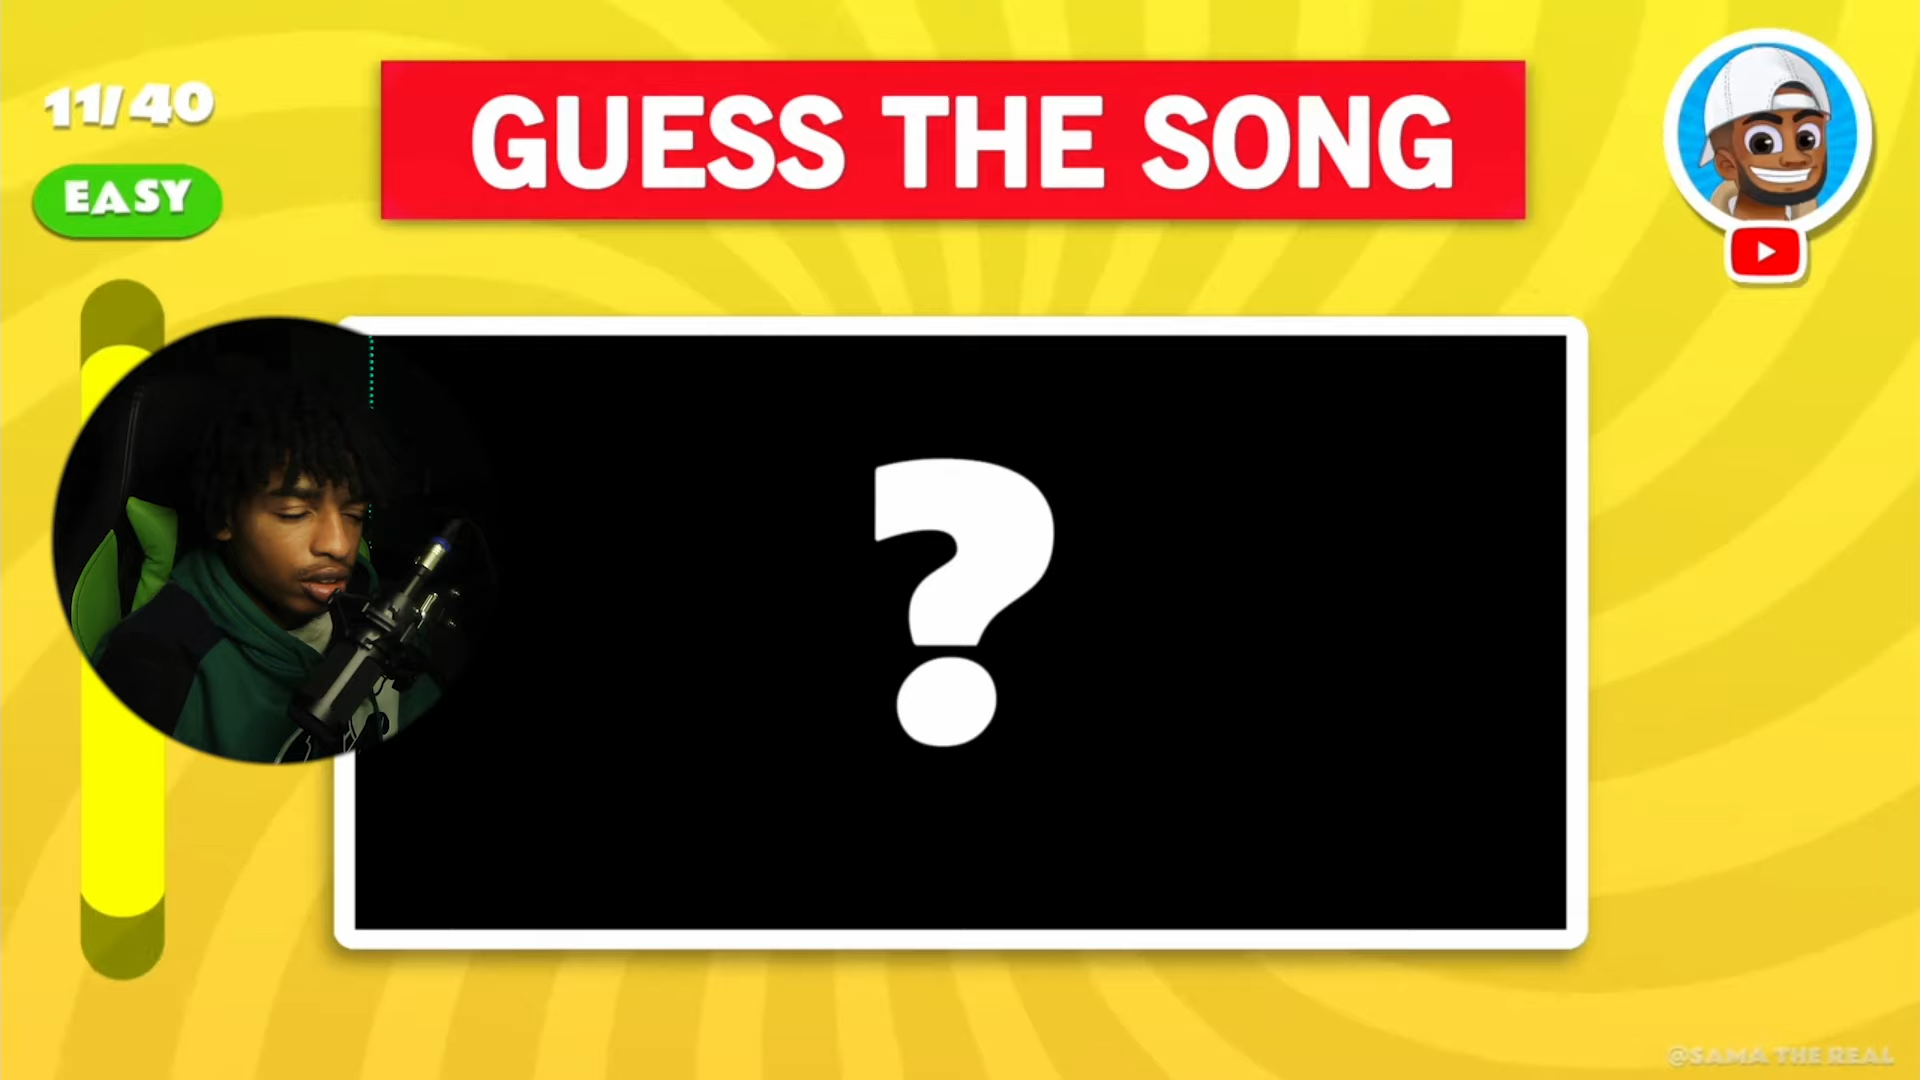 11/40
GUESS THE SONG
EASY
?
@SAMA THE REAL